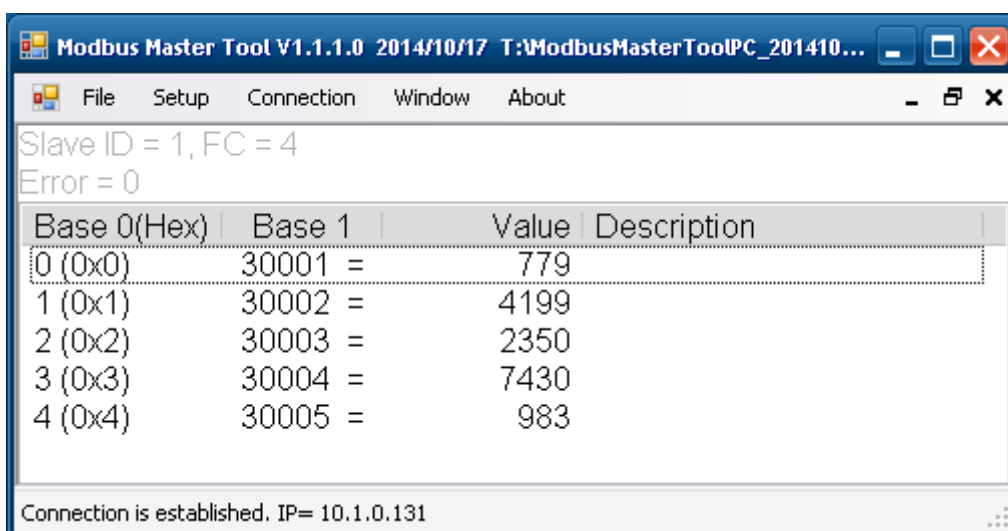 Modbus Master Tool V1.1.1.0 2014/10/17 T:\ModbusMasterToolPC_201410...
File Setup Connection Window About
Slave ID = 1, FC = 4
Error = 0
Base 0(Hex) Base 1 Value Description
0 (0x0) 30001 = 779
1 (0x1) 30002 = 4199
2 (0x2) 30003 = 2350
3 (0x3) 30004 = 7430
4 (0x4) 30005 = 983
Connection is established. IP= 10.1.0.131